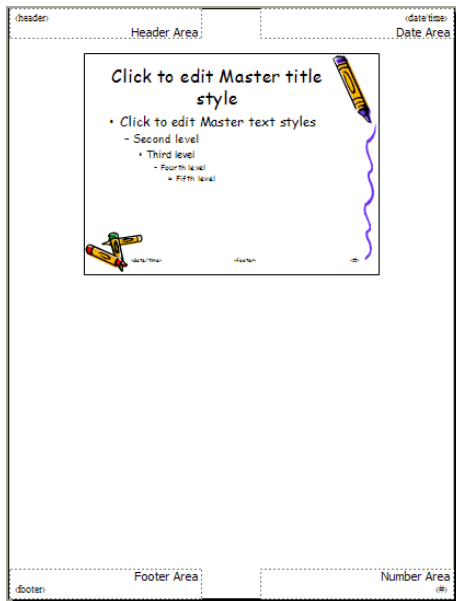 <header>
<date/time>
Header Area
Date Area
Click to edit Master title
style
• Click to edit Master text styles
– Second level
• Third level
– Fourth level
» Fifth level
<date/time>
<footer>
<#>
Footer Area
Number Area
<footer>
<#>